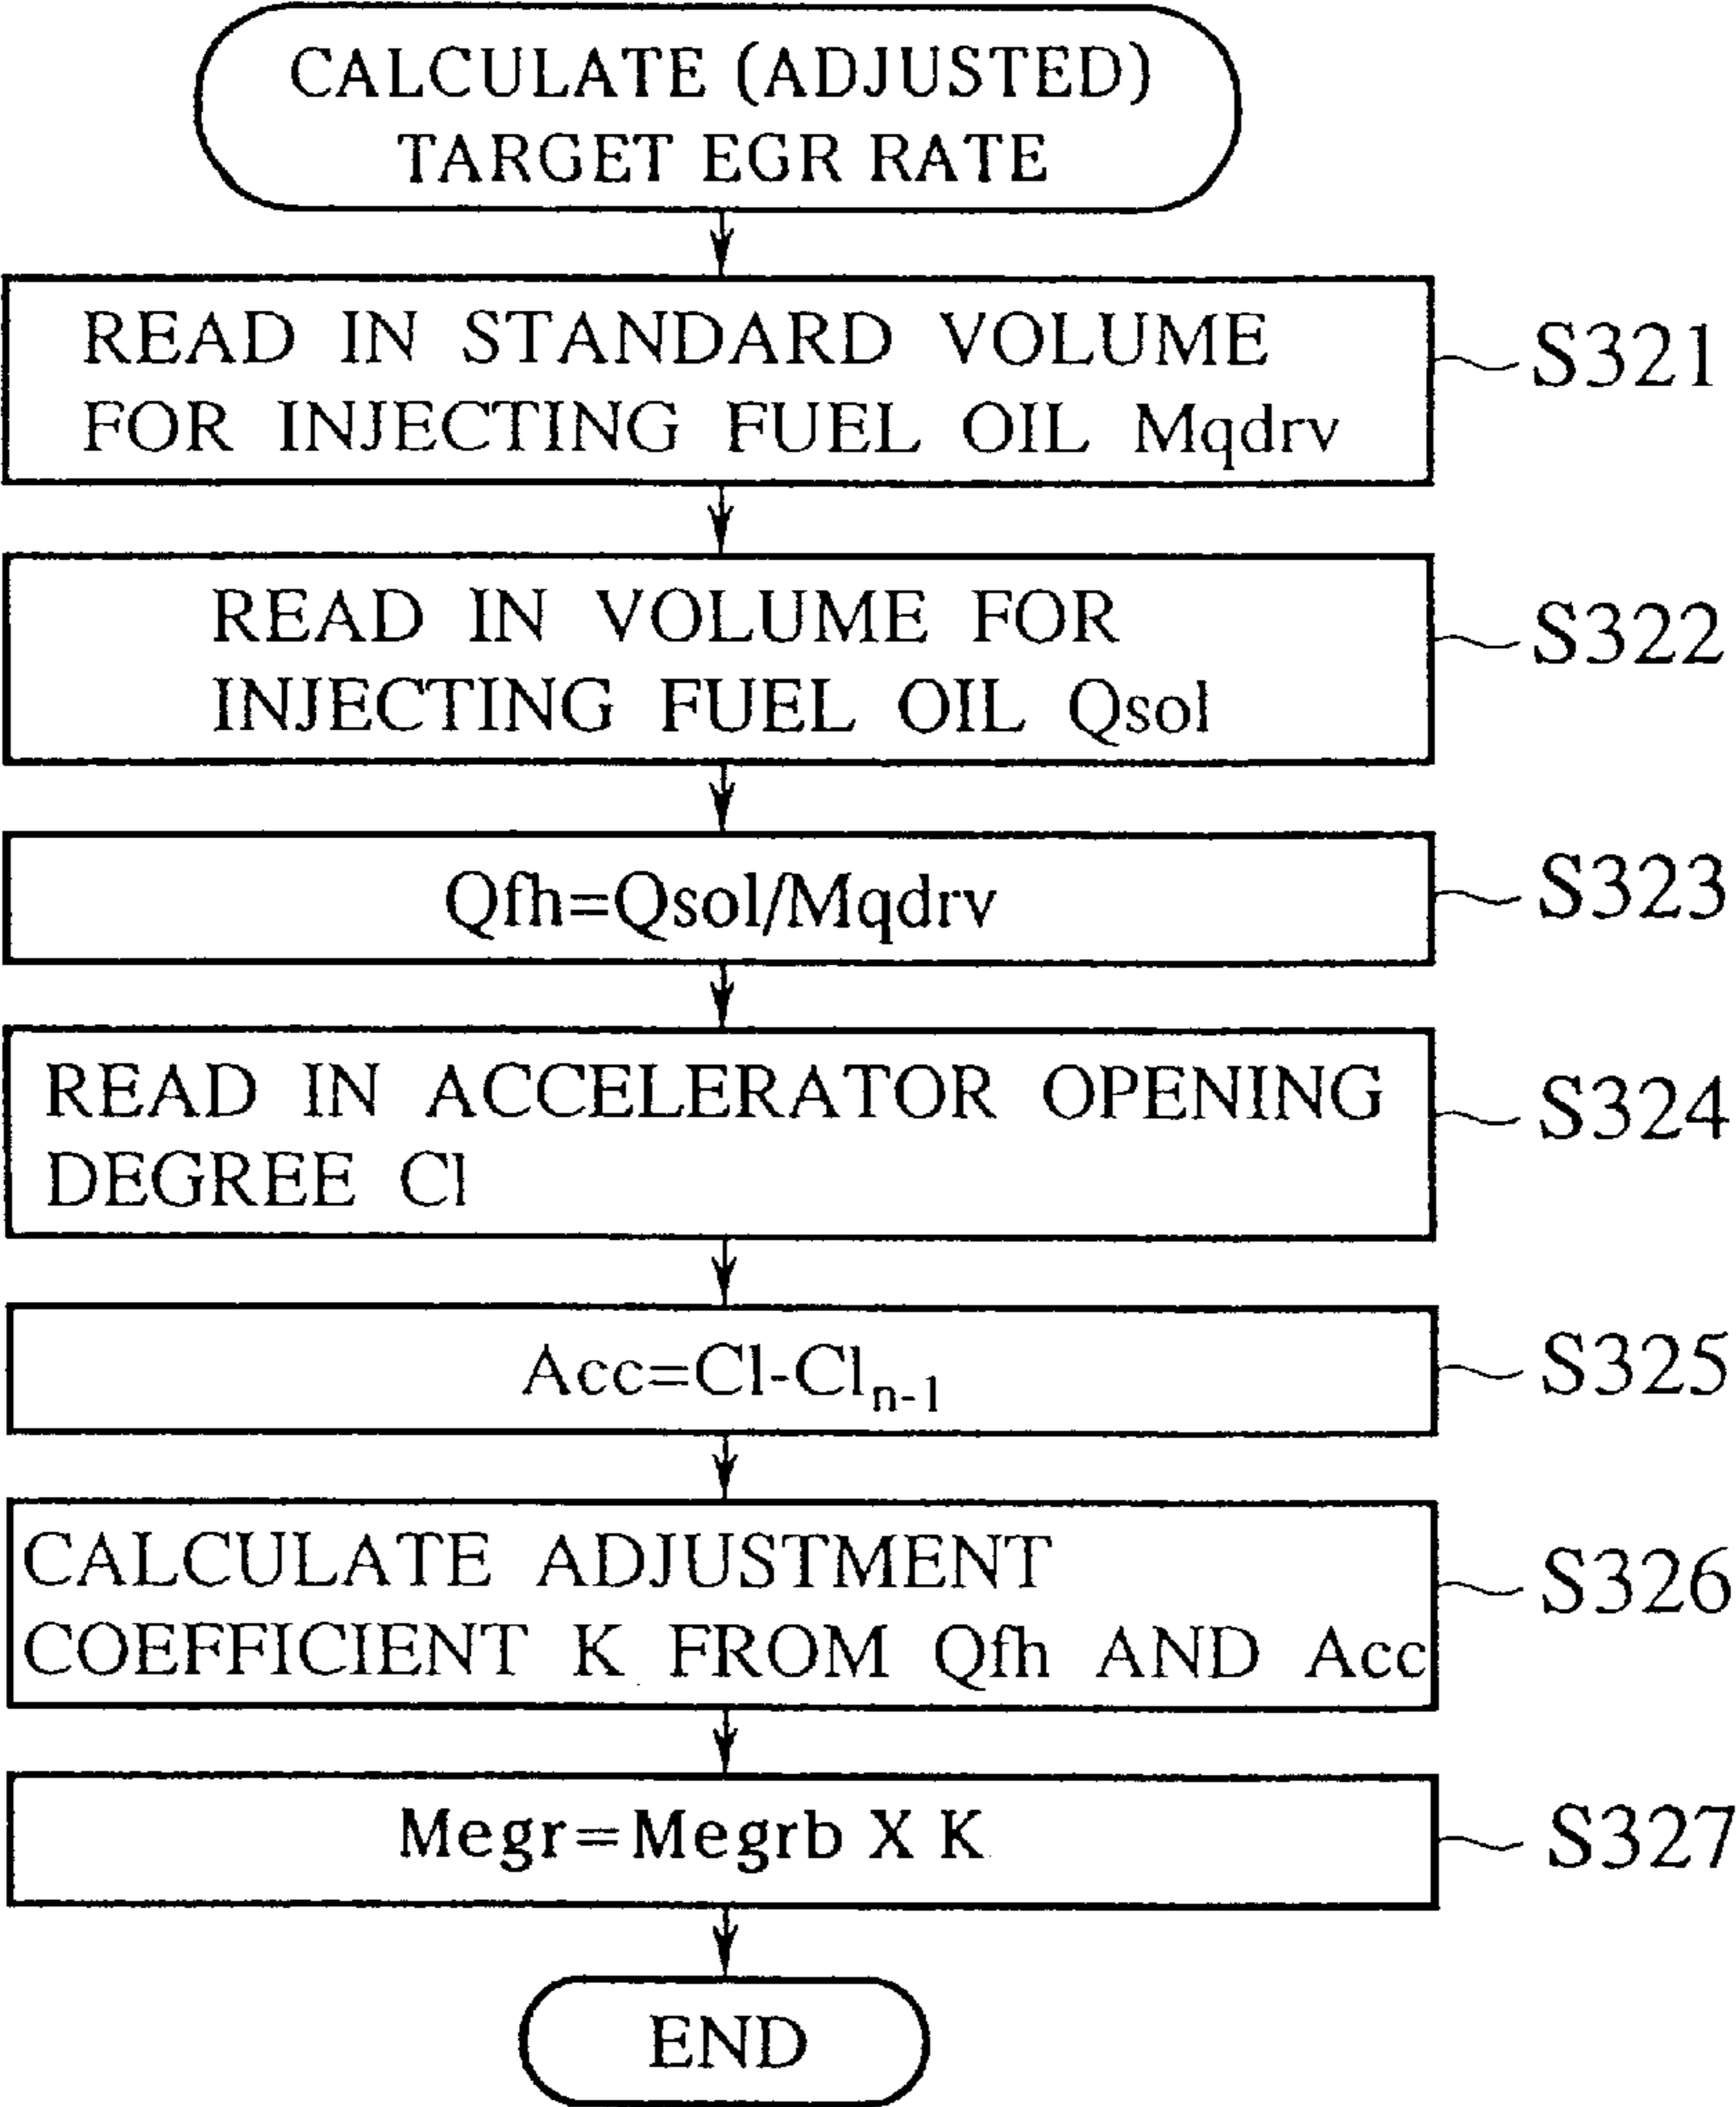 CALCULATE (ADJUSTED)
TARGET EGR RATE
READ IN STANDARD VOLUME
FOR INJECTING FUEL OIL Mqdrv
S321
READ IN VOLUME FOR
INJECTING FUEL OIL Qsol
S322
Qfh=Qsol/Mqdrv
S323
READ IN ACCELERATOR OPENING
DEGREE Cl
S324
Acc=Cl-Cln-1
S325
CALCULATE ADJUSTMENT
COEFFICIENT K FROM Qfh AND Acc
S326
Megr=Megrb X K
S327
END